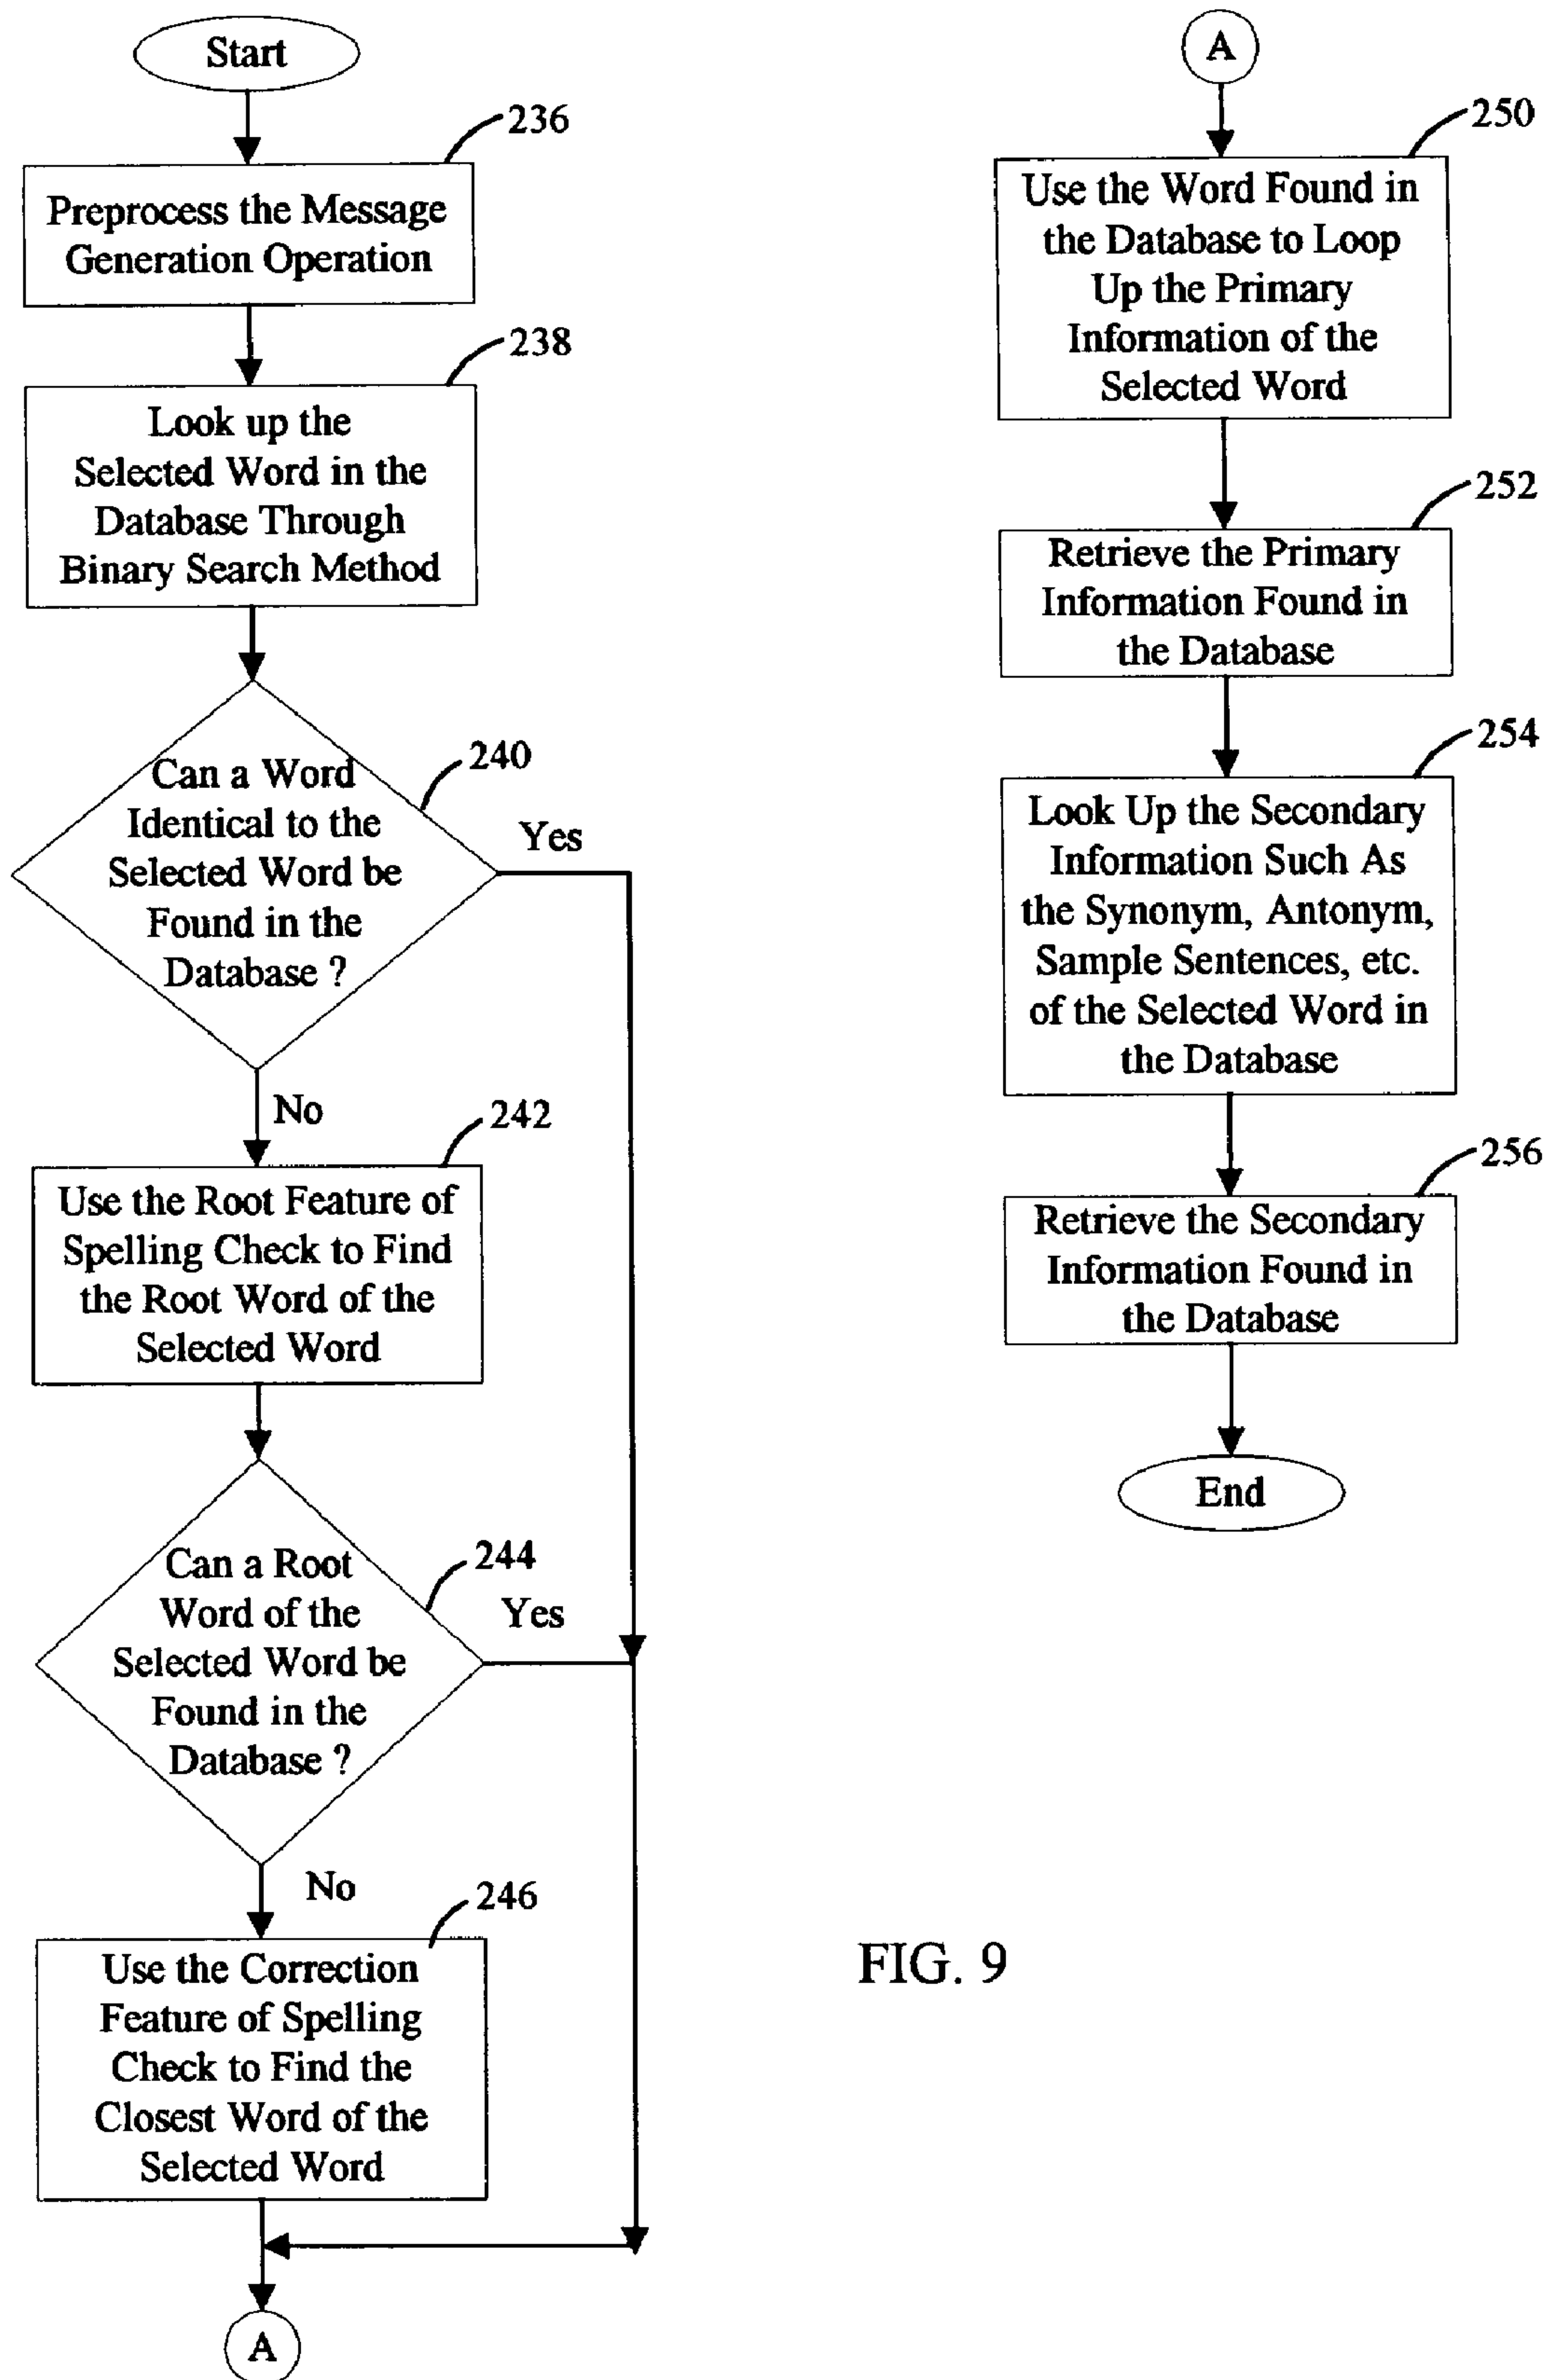 Start
236
Preprocess the Message
Generation Operation
238
Look up the
Selected Word in the
Database Through
Binary Search Method
240
Can a Word
Identical to the
Selected Word be
Found in the
Database ?
Yes
No
242
Use the Root Feature of
Spelling Check to Find
the Root Word of the
Selected Word
244
Can a Root
Word of the
Selected Word be
Found in the
Database ?
Yes
No
246
Use the Correction
Feature of Spelling
Check to Find the
Closest Word of the
Selected Word
A
A
250
Use the Word Found in
the Database to Loop
Up the Primary
Information of the
Selected Word
252
Retrieve the Primary
Information Found in
the Database
254
Look Up the Secondary
Information Such As
the Synonym, Antonym,
Sample Sentences, etc.
of the Selected Word in
the Database
256
Retrieve the Secondary
Information Found in
the Database
End
FIG. 9